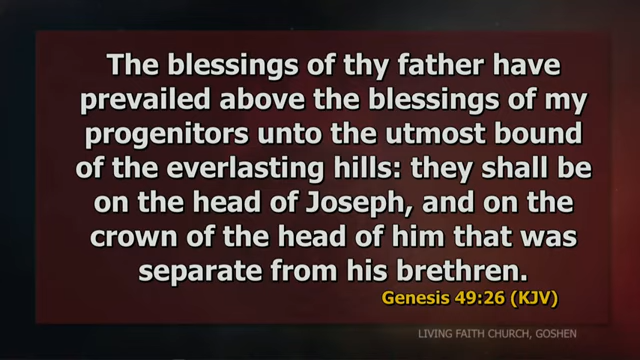 The blessings of thy father have
prevailed above the blessings of my
progenitors unto the utmost bound
of the everlasting hills: they shall be
on the head of Joseph, and on the
crown of the head of him that was
separate from his brethren.
Genesis 49:26 (KJV)
LIVING FAITH CHURCH, GOSHEN